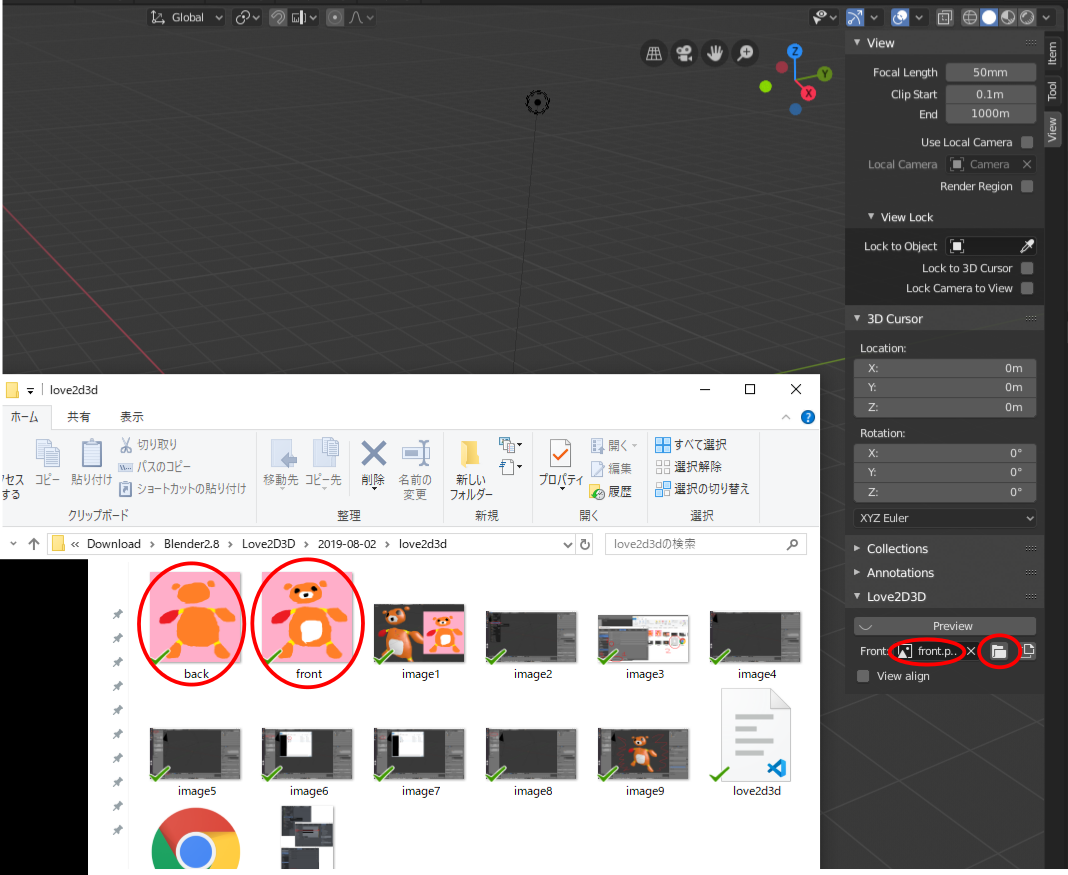 Global
Z
Y
X
View
Focal Length 50mm
Clip Start 0.1m
End 1000m
Use Local Camera
Local Camera Camera
Render Region
View Lock
Lock to Object
Lock to 3D Cursor
Lock Camera to View
3D Cursor
Location:
X: 0m
Y: 0m
Z: 0m
Rotation:
X: 0°
Y: 0°
Z: 0°
XYZ Euler
Collections
Annotations
Love2D3D
Preview
Front: front.p..
View align
Item
Tool
View
love2d3d
ホーム 共有 表示
セス
する
コピー
貼り付け
切り取り
パスのコピー
ショートカットの貼り付け
クリップボード
移動先 コピー先
削除
名前の
変更
整理
新しい
フォルダー
新規
プロパティ
開く
編集
履歴
開く
すべて選択
選択解除
選択の切り替え
選択
« Download › Blender2.8 › Love2D3D › 2019-08-02 › love2d3d
love2d3dの検索
back front image1 image2 image3 image4
image5 image6 image7 image8 image9 love2d3d